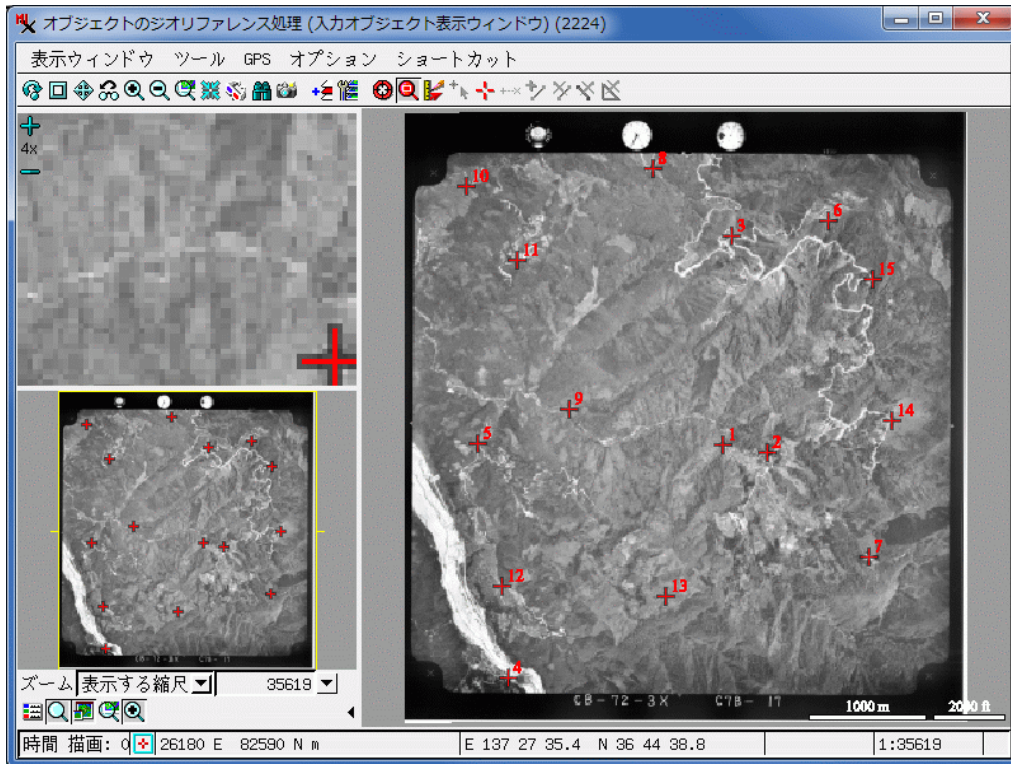 オブジェクトのジオリファレンス処理 (入力オブジェクト表示ウィンドウ) (2224)
表示ウィンドウ ツール GPS オプション ショートカット
4x
8
10
6
3
11
15
9
14
5
1
2
7
12
13
4
CB-72-3X C7B-17
1000 m 2000 ft
CB-72-3X C7B-17
ズーム 表示する縮尺 35619
時間 描画: 26180 E 82590 N m E 137 27 35.4 N 36 44 38.8 1:35619